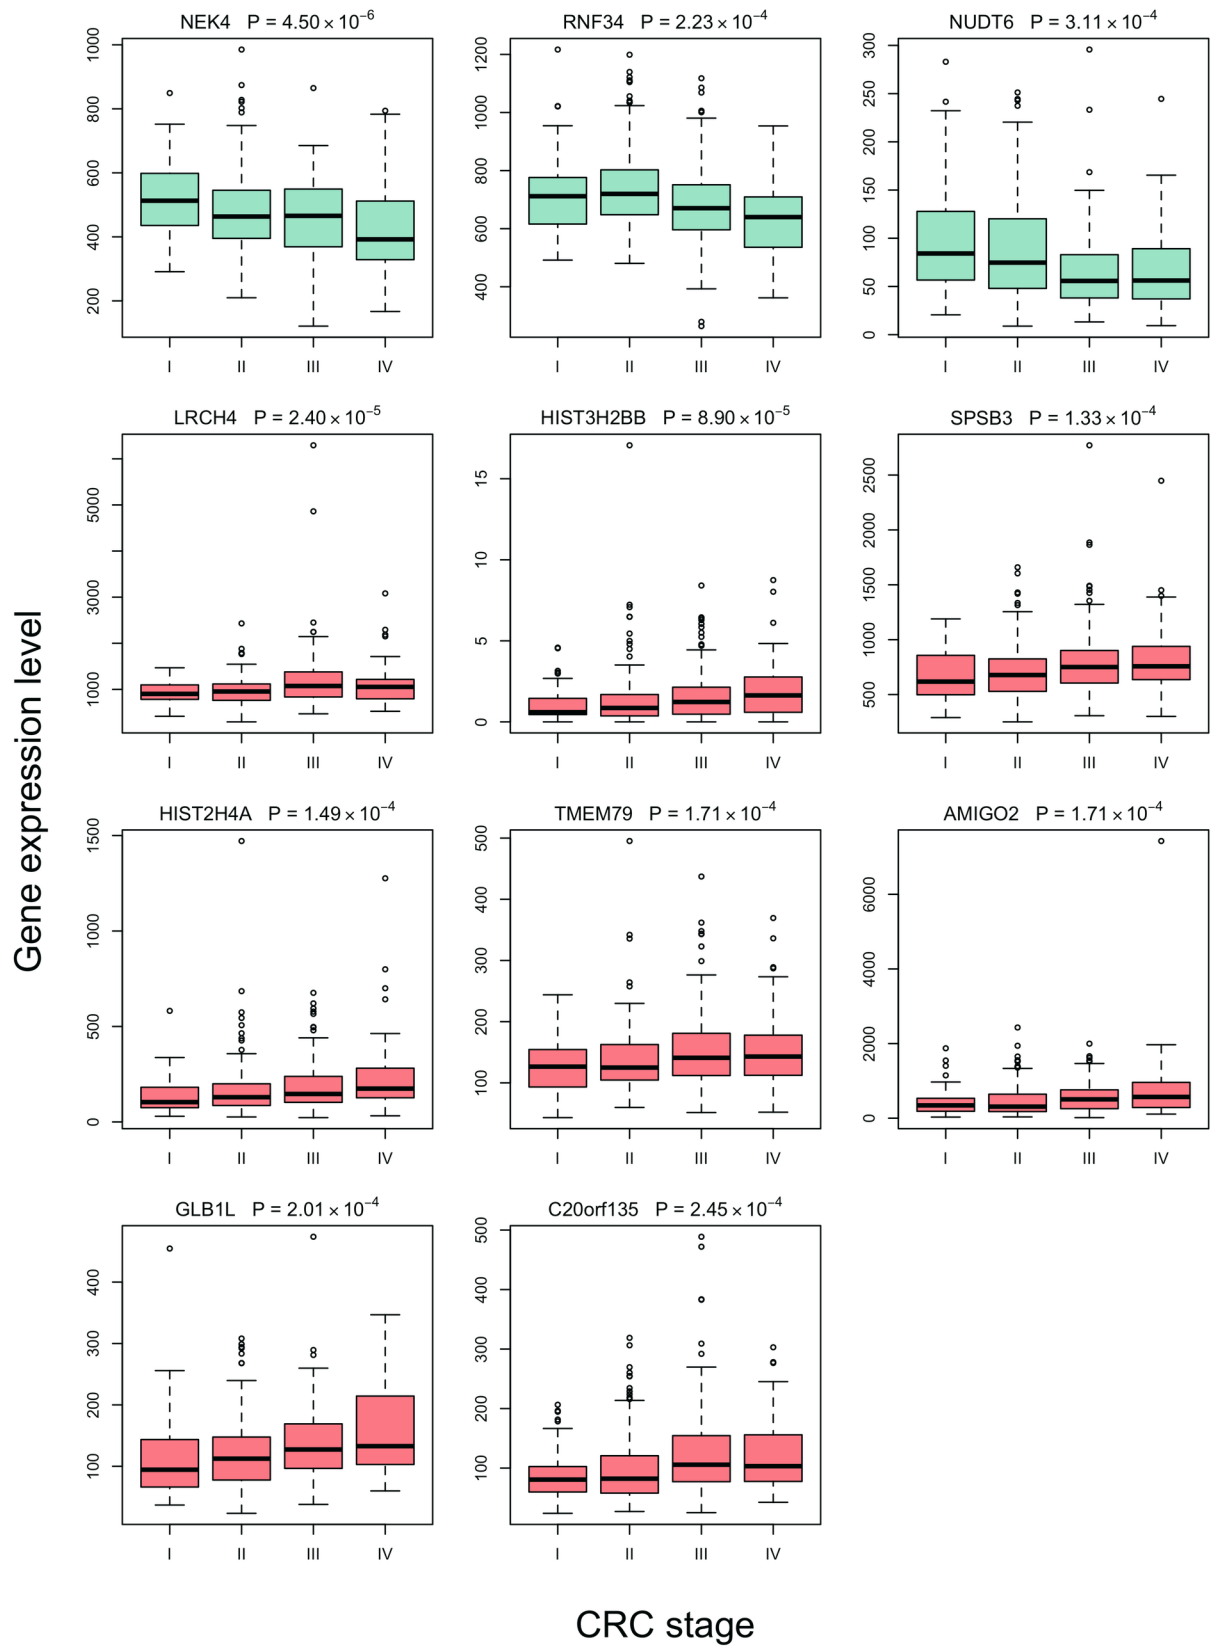 NEK4 P = 4.50 × 10⁻⁶
1000
800
600
400
200
I II III IV
RNF34 P = 2.23 × 10⁻⁴
1200
1000
800
600
400
I II III IV
NUDT6 P = 3.11 × 10⁻⁴
300
250
200
150
100
50
0
I II III IV
LRCH4 P = 2.40 × 10⁻⁵
5000
3000
1000
I II III IV
HIST3H2BB P = 8.90 × 10⁻⁵
15
10
5
0
I II III IV
SPSB3 P = 1.33 × 10⁻⁴
2500
2000
1500
1000
500
I II III IV
HIST2H4A P = 1.49 × 10⁻⁴
1500
1000
500
0
I II III IV
TMEM79 P = 1.71 × 10⁻⁴
500
400
300
200
100
I II III IV
AMIGO2 P = 1.71 × 10⁻⁴
6000
4000
2000
0
I II III IV
GLB1L P = 2.01 × 10⁻⁴
400
300
200
100
I II III IV
C20orf135 P = 2.45 × 10⁻⁴
500
400
300
200
100
I II III IV
Gene expression level
CRC stage